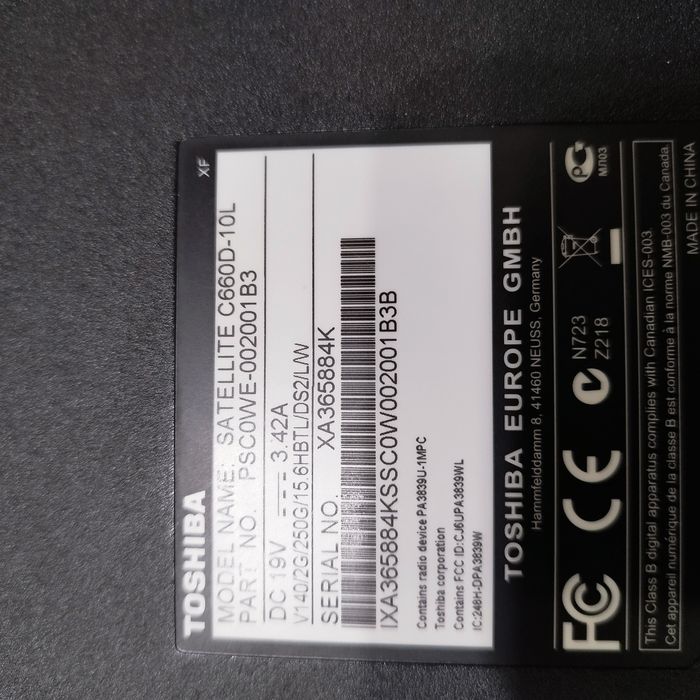 TOSHIBA
XF
MODEL NAME: SATELLITE C660D-10L
PART NO. PSC0WE-002001B3
DC 19V 3.42A
V140/2G/250G/15.6HBTL/DS2/L/W
SERIAL NO. XA365884K
IXA365884KSSC0W002001B3B
Contains radio device PA3839U-1MPC
Toshiba corporation
Contains FCC ID:CJ6UPA3839WL
IC:248H-DPA3839W
TOSHIBA EUROPE GMBH
Hammfelddamm 8, 41460 NEUSS, Germany
FC CE N723
Z218
МЛ03
This Class B digital apparatus complies with Canadian ICES-003.
Cet appareil numérique de la classe B est conforme à la norme NMB-003 du Canada.
MADE IN CHINA